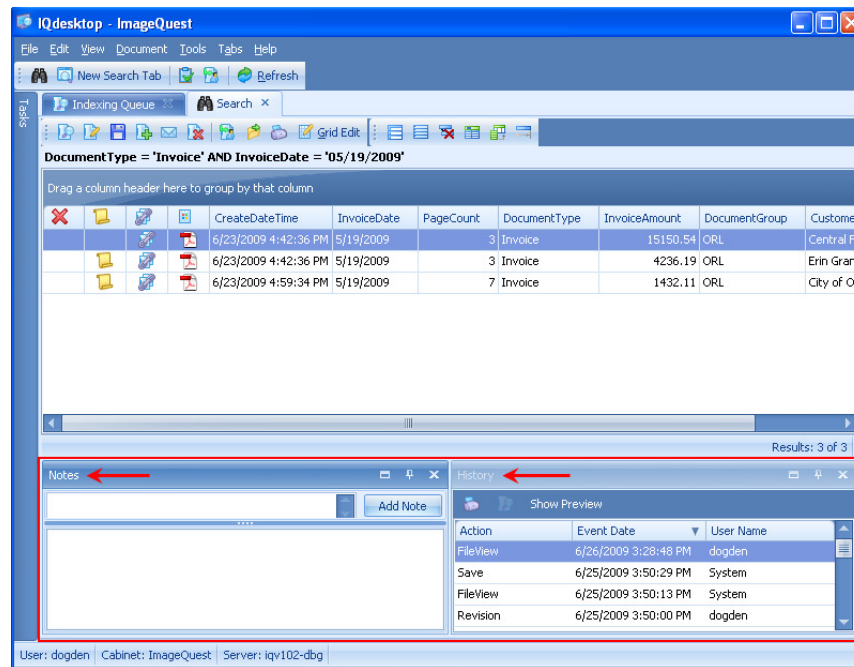 IQdesktop - ImageQuest
File Edit View Document Tools Tabs Help
New Search Tab Refresh
Tasks
Indexing Queue Search
Grid Edit
DocumentType = 'Invoice' AND InvoiceDate = '05/19/2009'
Drag a column header here to group by that column
CreateDateTime InvoiceDate PageCount DocumentType InvoiceAmount DocumentGroup Custome
6/23/2009 4:42:36 PM 5/19/2009 3 Invoice 15150.54 ORL Central F
6/23/2009 4:42:36 PM 5/19/2009 3 Invoice 4236.19 ORL Erin Gran
6/23/2009 4:59:34 PM 5/19/2009 7 Invoice 1432.11 ORL City of O
Results: 3 of 3
Notes
Add Note
History
Show Preview
Action Event Date User Name
FileView 6/26/2009 3:28:48 PM dogden
Save 6/25/2009 3:50:29 PM System
FileView 6/25/2009 3:50:13 PM System
Revision 6/25/2009 3:50:00 PM dogden
User: dogden Cabinet: ImageQuest Server: iqv102-dbg